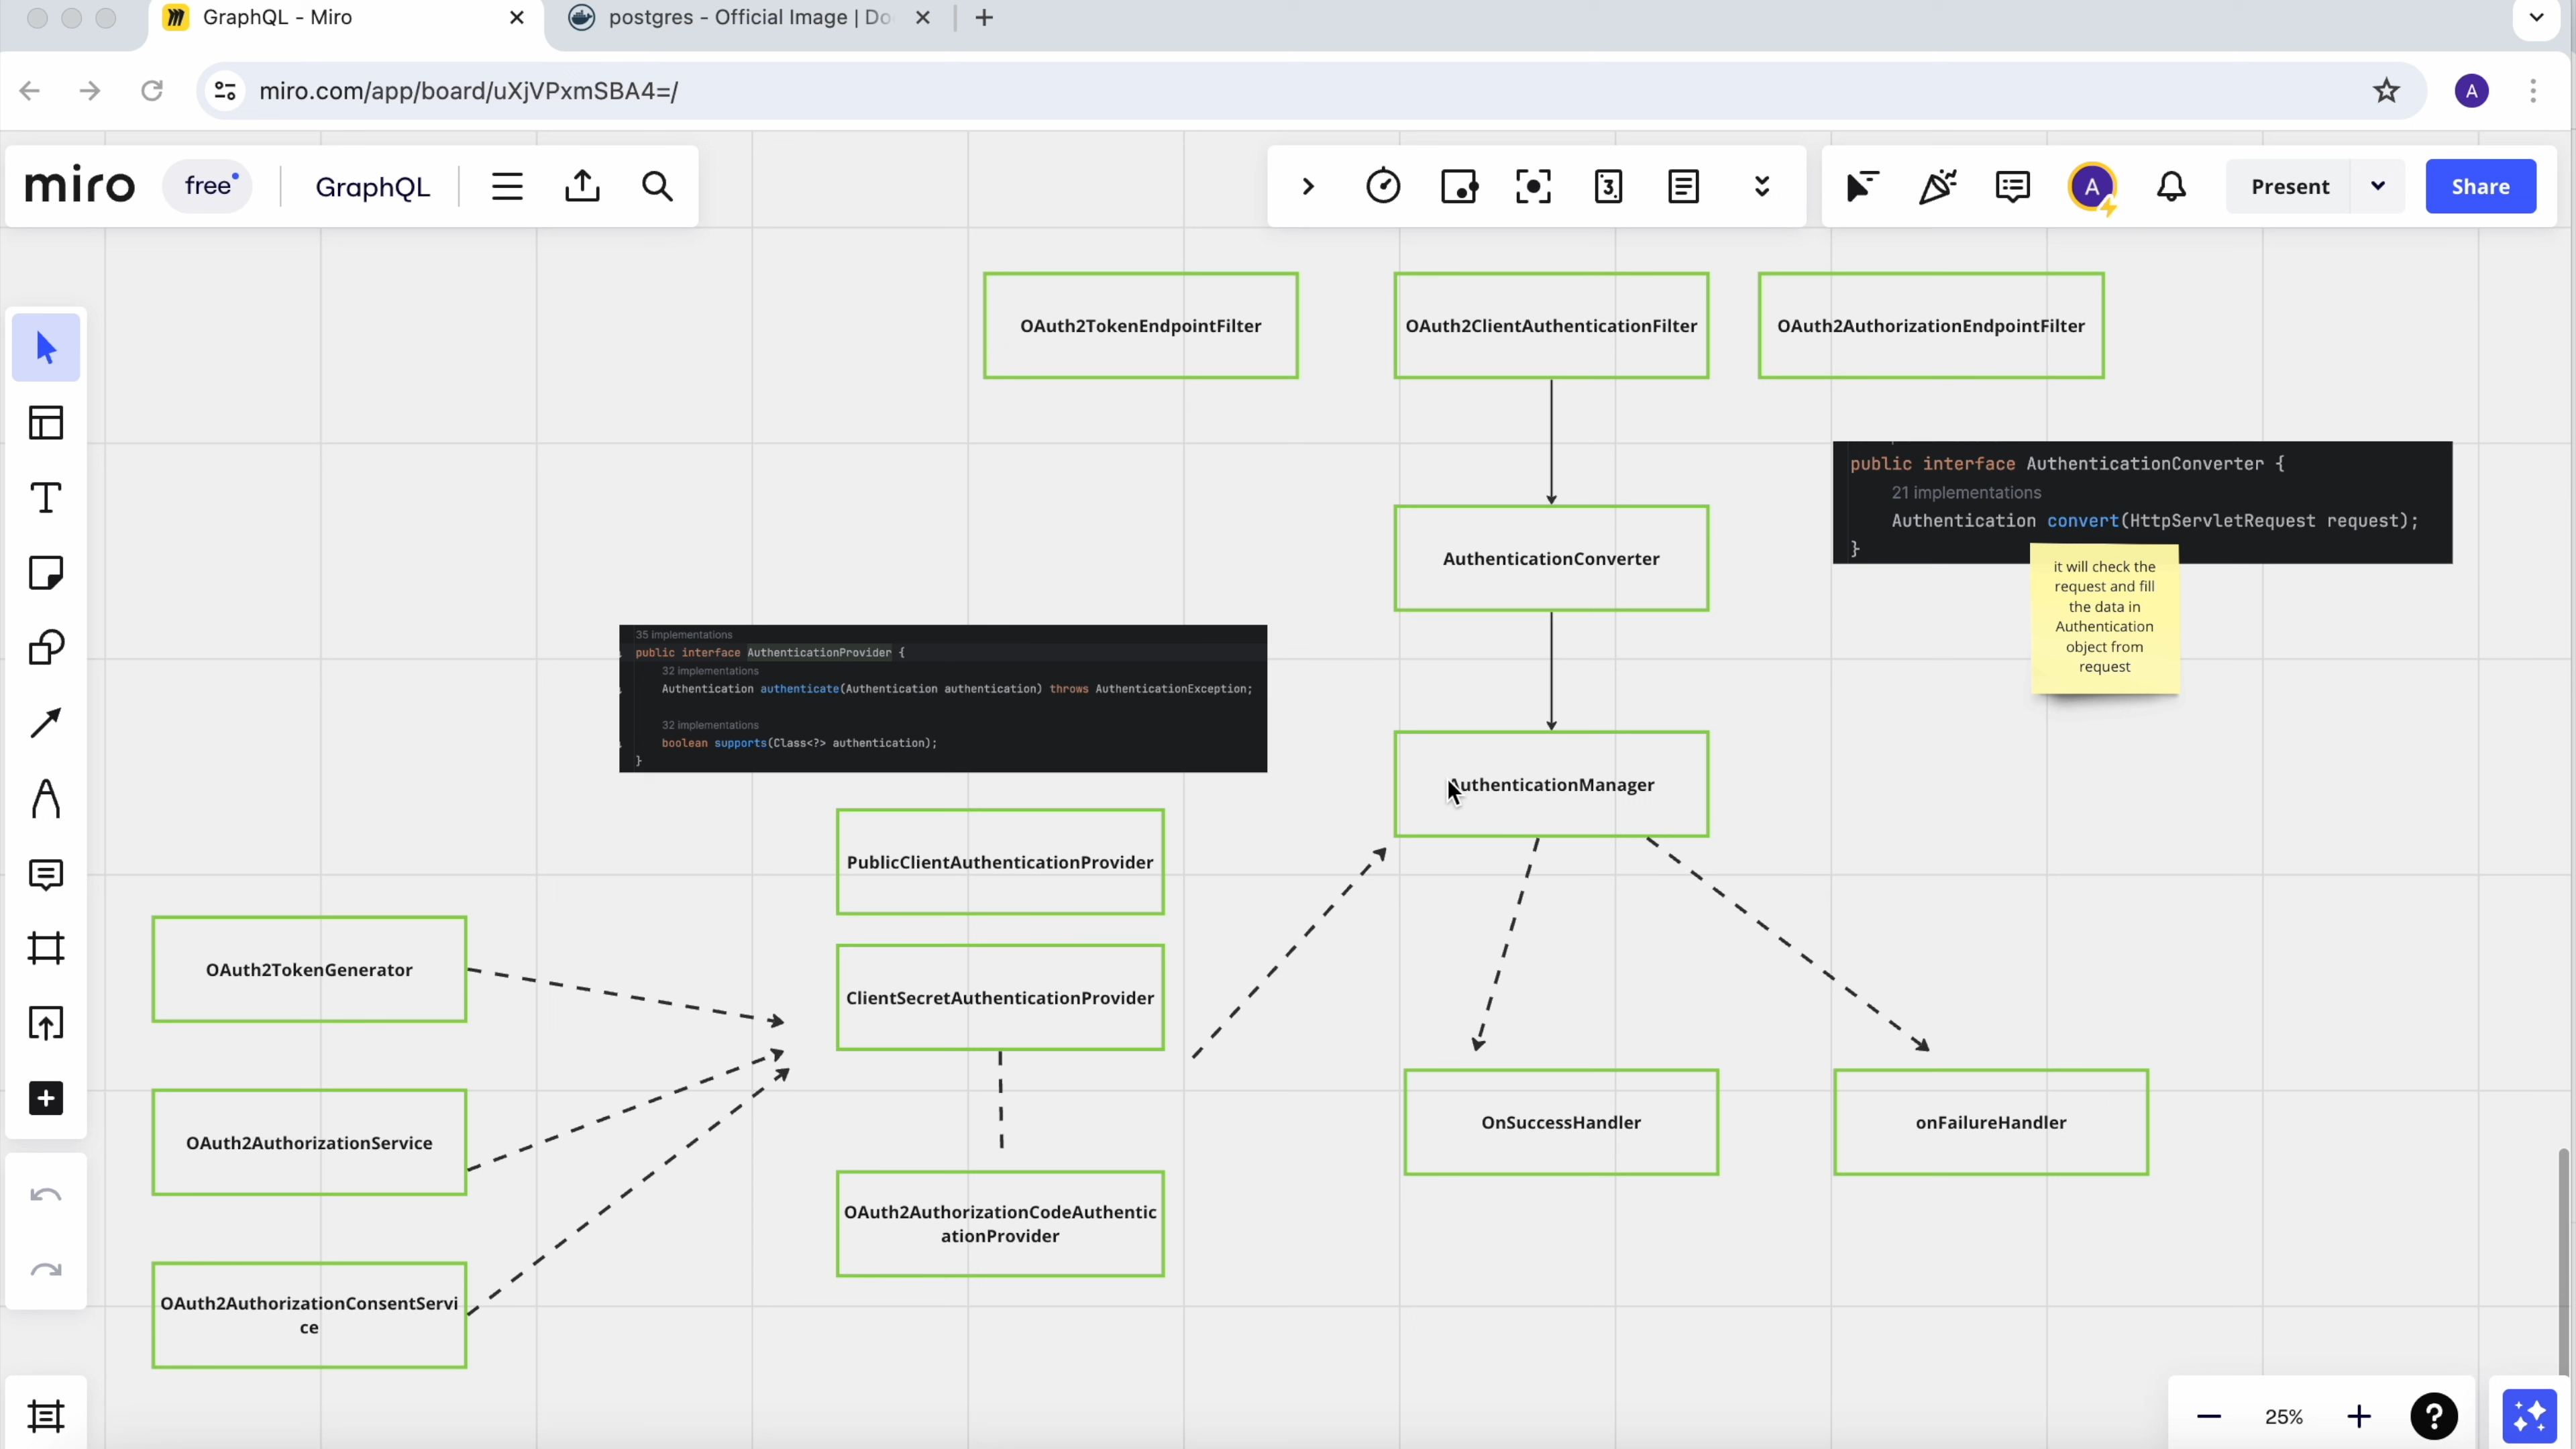 GraphQL - Miro
postgres - Official Image | Do
miro.com/app/board/uXjVPxmSBA4=/
A
miro
free
GraphQL
3
A
Present
Share
OAuth2TokenEndpointFilter
OAuth2ClientAuthenticationFilter
OAuth2AuthorizationEndpointFilter
public interface AuthenticationConverter {
21 implementations
Authentication convert(HttpServletRequest request);
}
it will check the
request and fill
the data in
Authentication
object from
request
AuthenticationConverter
35 implementations
public interface AuthenticationProvider {
32 implementations
Authentication authenticate(Authentication authentication) throws AuthenticationException;
32 implementations
boolean supports(Class<?> authentication);
}
AuthenticationManager
PublicClientAuthenticationProvider
OAuth2TokenGenerator
ClientSecretAuthenticationProvider
OAuth2AuthorizationService
OnSuccessHandler
onFailureHandler
OAuth2AuthorizationCodeAuthentic
ationProvider
OAuth2AuthorizationConsentServi
ce
25%
?